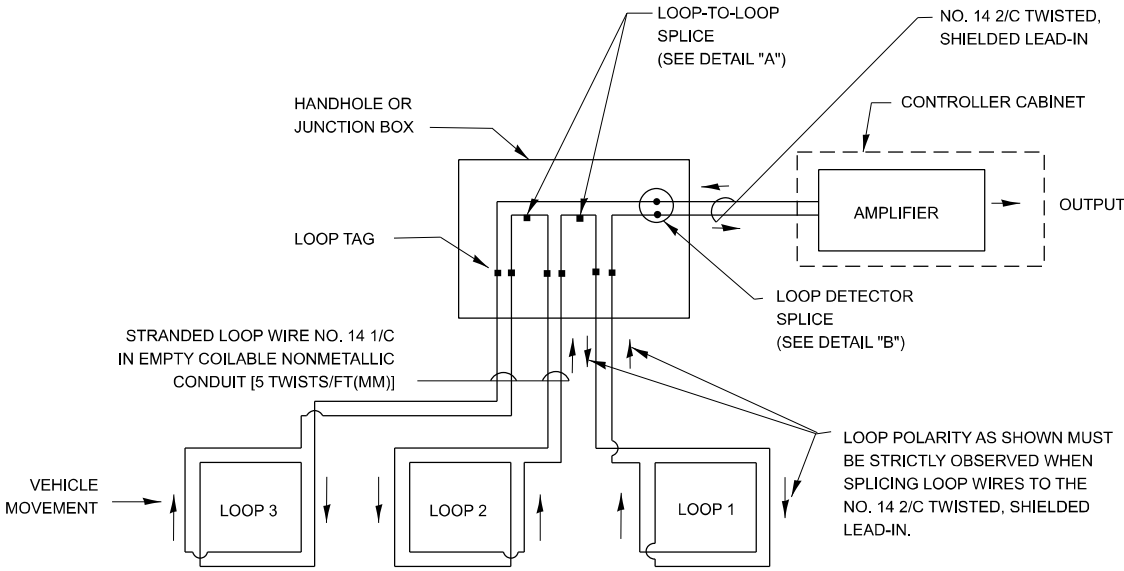 LOOP-TO-LOOP
SPLICE
(SEE DETAIL "A")
NO. 14 2/C TWISTED,
SHIELDED LEAD-IN
HANDHOLE OR
JUNCTION BOX
CONTROLLER CABINET
AMPLIFIER
OUTPUT
LOOP TAG
LOOP DETECTOR
SPLICE
(SEE DETAIL "B")
STRANDED LOOP WIRE NO. 14 1/C
IN EMPTY COILABLE NONMETALLIC
CONDUIT [5 TWISTS/FT(MM)]
LOOP POLARITY AS SHOWN MUST
BE STRICTLY OBSERVED WHEN
SPLICING LOOP WIRES TO THE
NO. 14 2/C TWISTED, SHIELDED
LEAD-IN.
VEHICLE
MOVEMENT
LOOP 3
LOOP 2
LOOP 1